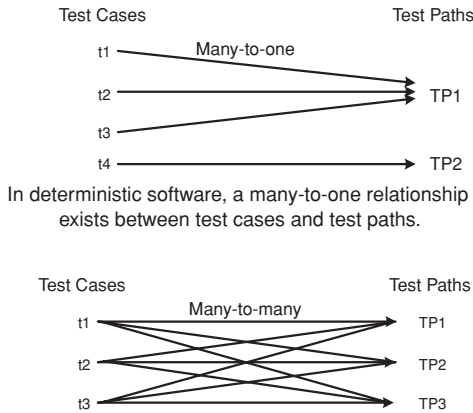 Test Cases Test Paths
t1 Many-to-one
t2 TP1
t3
t4 TP2
In deterministic software, a many-to-one relationship
exists between test cases and test paths.
Test Cases Test Paths
Many-to-many
t1 TP1
t2 TP2
t3 TP3